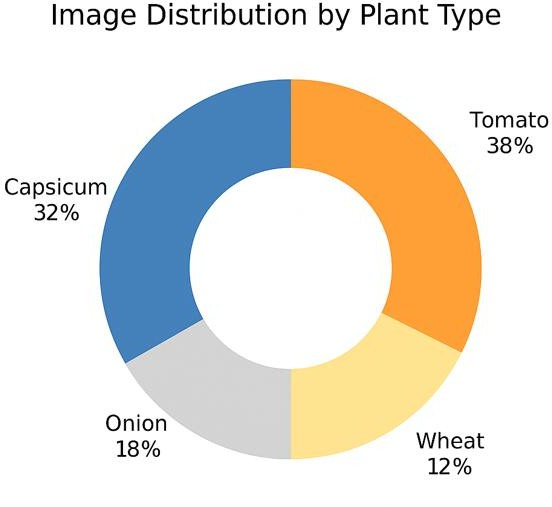 Image Distribution by Plant Type
Tomato
38%
Capsicum
32%
Onion
18%
Wheat
12%